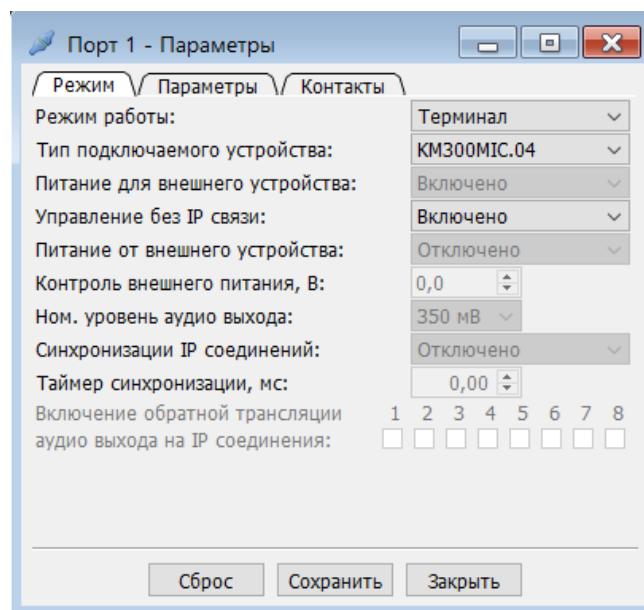 Порт 1 - Параметры
Режим Параметры Контакты
Режим работы: Терминал
Тип подключаемого устройства: KM300MIC.04
Питание для внешнего устройства: Включено
Управление без IP связи: Включено
Питание от внешнего устройства: Отключено
Контроль внешнего питания, В: 0,0
Ном. уровень аудио выхода: 350 мВ
Синхронизации IP соединений: Отключено
Таймер синхронизации, мс: 0,00
Включение обратной трансляции 1 2 3 4 5 6 7 8
аудио выхода на IP соединения:
Сброс Сохранить Закрыть